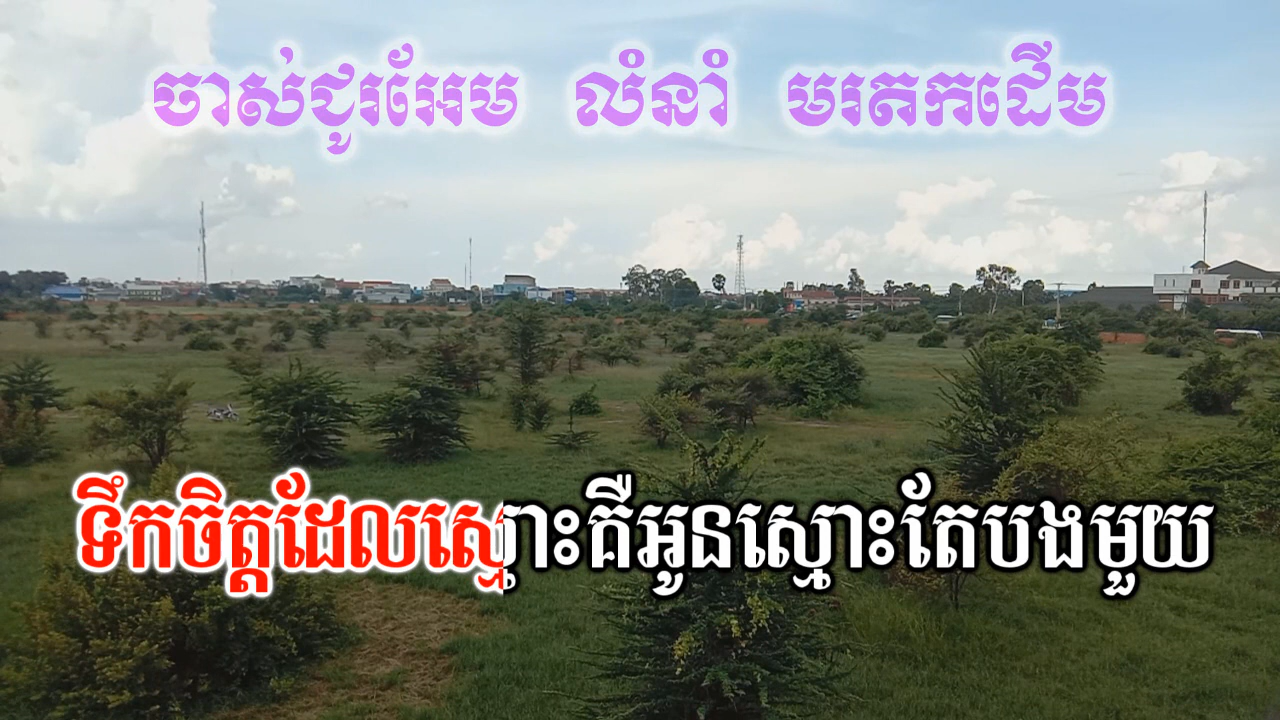 ចាស់ជូរអែម លំនាំ មរតកដើម
ទឹកចិត្តដែលស្មោះគឺអូនស្មោះតែបងមួយ